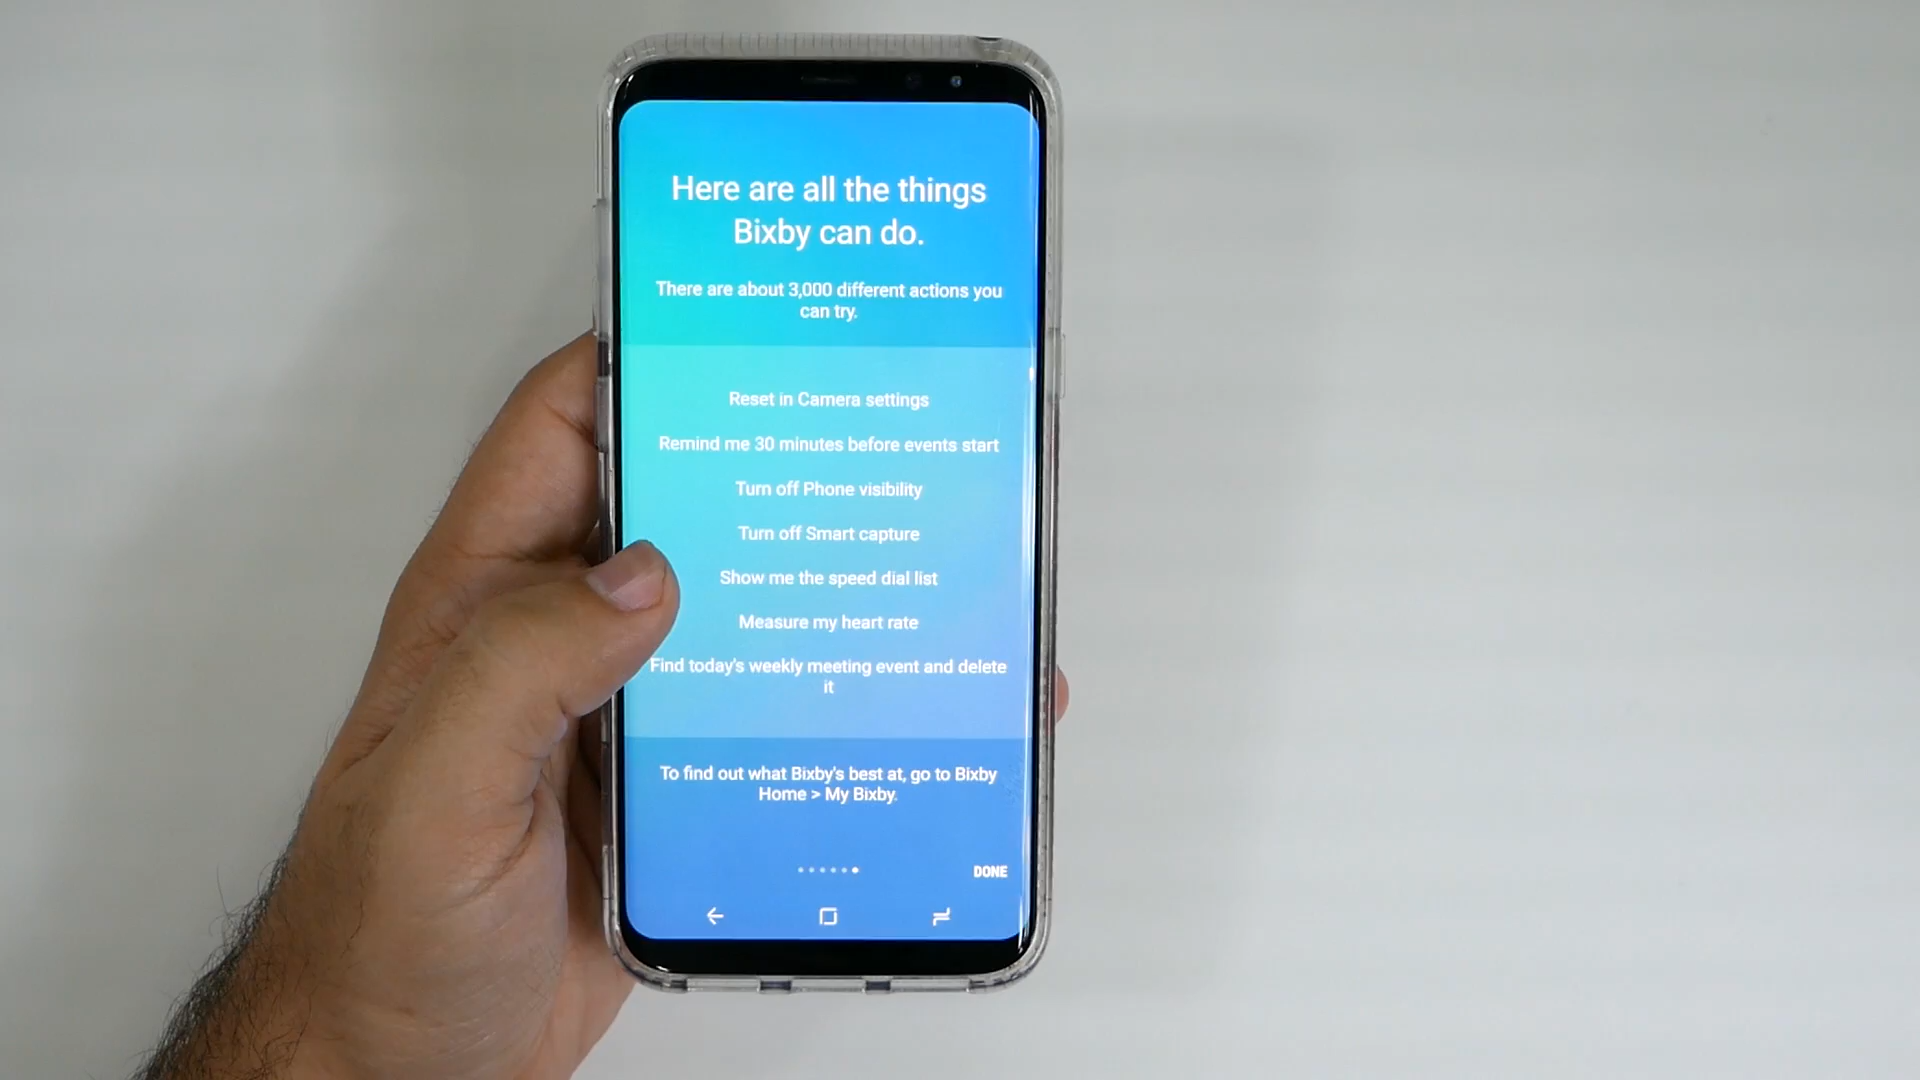 Here are all the things
Bixby can do.
There are about 3,000 different actions you
can try.
Reset in Camera settings
Remind me 30 minutes before events start
Turn off Phone visibility
Turn off Smart capture
Show me the speed dial list
Measure my heart rate
Find today's weekly meeting event and delete
it
To find out what Bixby's best at, go to Bixby
Home > My Bixby.
DONE